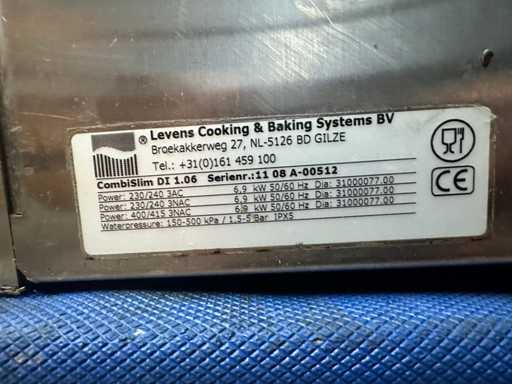 ® Levens Cooking & Baking Systems BV
Broekakkerweg 27, NL-5126 BD GILZE
Tel.: +31(0)161 459 100
CombiSlim DI 1.06 Serienr.:11 08 A-00512
Power: 230/240 3AC 6,9 kW 50/60 Hz Dia: 31000077.00
Power: 230/240 3NAC 6,9 kW 50/60 Hz Dia: 31000077.00
Power: 400/415 3NAC 6,9 kW 50/60 Hz Dia: 31000077.00
Waterpressure: 150-500 kPa / 1,5-5 Bar IPX5
CE